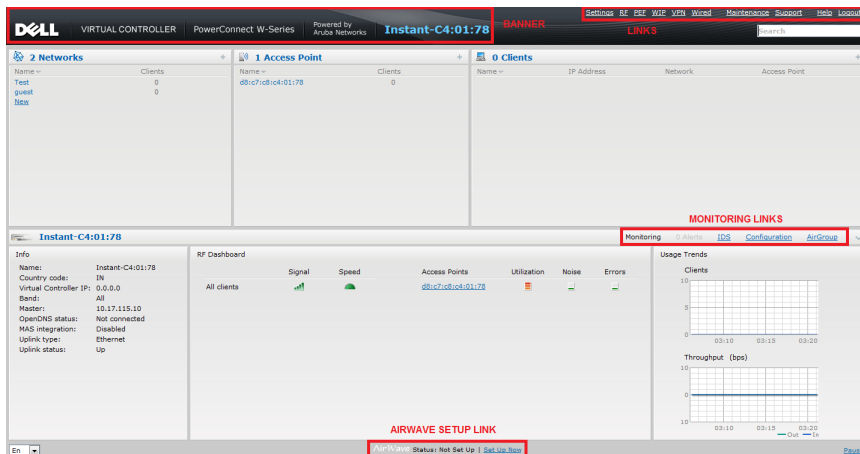 Settings RF PEF WIP VPN Wired Maintenance Support Help Logout
DELL VIRTUAL CONTROLLER PowerConnect W-Series Powered by
Aruba Networks Instant-C4:01:78 BANNER LINKS Search
2 Networks +
Name Clients
Test 0
guest 0
New
1 Access Point +
Name Clients
d8:c7:c8:c4:01:78 0
0 Clients +
Name IP Address Network Access Point
MONITORING LINKS
Instant-C4:01:78 Monitoring 0 Alerts IDS Configuration AirGroup
Info
Name: Instant-C4:01:78
Country code: IN
Virtual Controller IP: 0.0.0.0
Band: All
Master: 10.17.115.10
OpenDNS status: Not connected
MAS integration: Disabled
Uplink type: Ethernet
Uplink status: Up
RF Dashboard
Signal Speed Access Points Utilization Noise Errors
All clients d8:c7:c8:c4:01:78
Usage Trends
Clients
10
5
0
03:10 03:15 03:20
Throughput (bps)
10
0
10
03:10 03:15 03:20
Out In
AIRWAVE SETUP LINK
En AirWave Status: Not Set Up | Set Up Now Pause